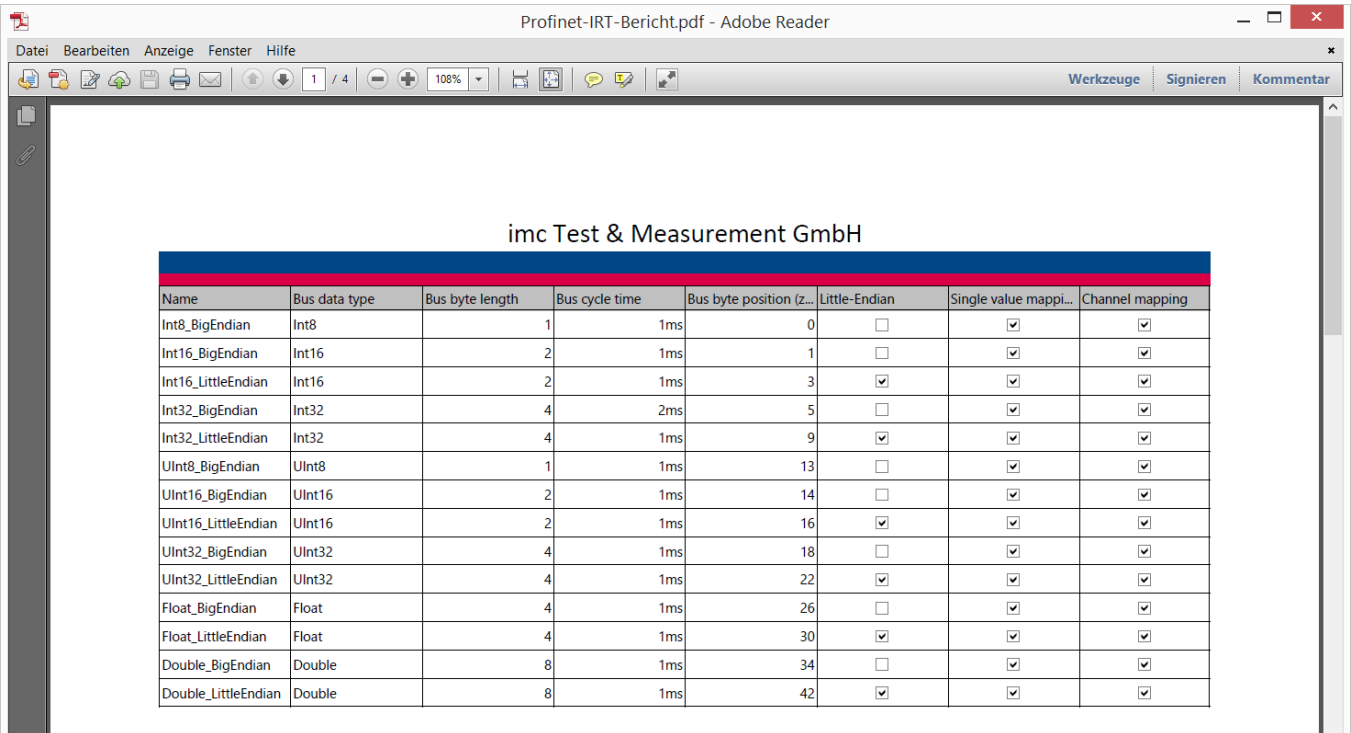 Profinet-IRT-Bericht.pdf - Adobe Reader
Datei Bearbeiten Anzeige Fenster Hilfe
1 / 4 108% Werkzeuge Signieren Kommentar
imc Test & Measurement GmbH
Name Bus data type Bus byte length Bus cycle time Bus byte position (z... Little-Endian Single value mappi... Channel mapping
Int8_BigEndian Int8 1 1ms 0
Int16_BigEndian Int16 2 1ms 1
Int16_LittleEndian Int16 2 1ms 3
Int32_BigEndian Int32 4 2ms 5
Int32_LittleEndian Int32 4 1ms 9
UInt8_BigEndian UInt8 1 1ms 13
UInt16_BigEndian UInt16 2 1ms 14
UInt16_LittleEndian UInt16 2 1ms 16
UInt32_BigEndian UInt32 4 1ms 18
UInt32_LittleEndian UInt32 4 1ms 22
Float_BigEndian Float 4 1ms 26
Float_LittleEndian Float 4 1ms 30
Double_BigEndian Double 8 1ms 34
Double_LittleEndian Double 8 1ms 42